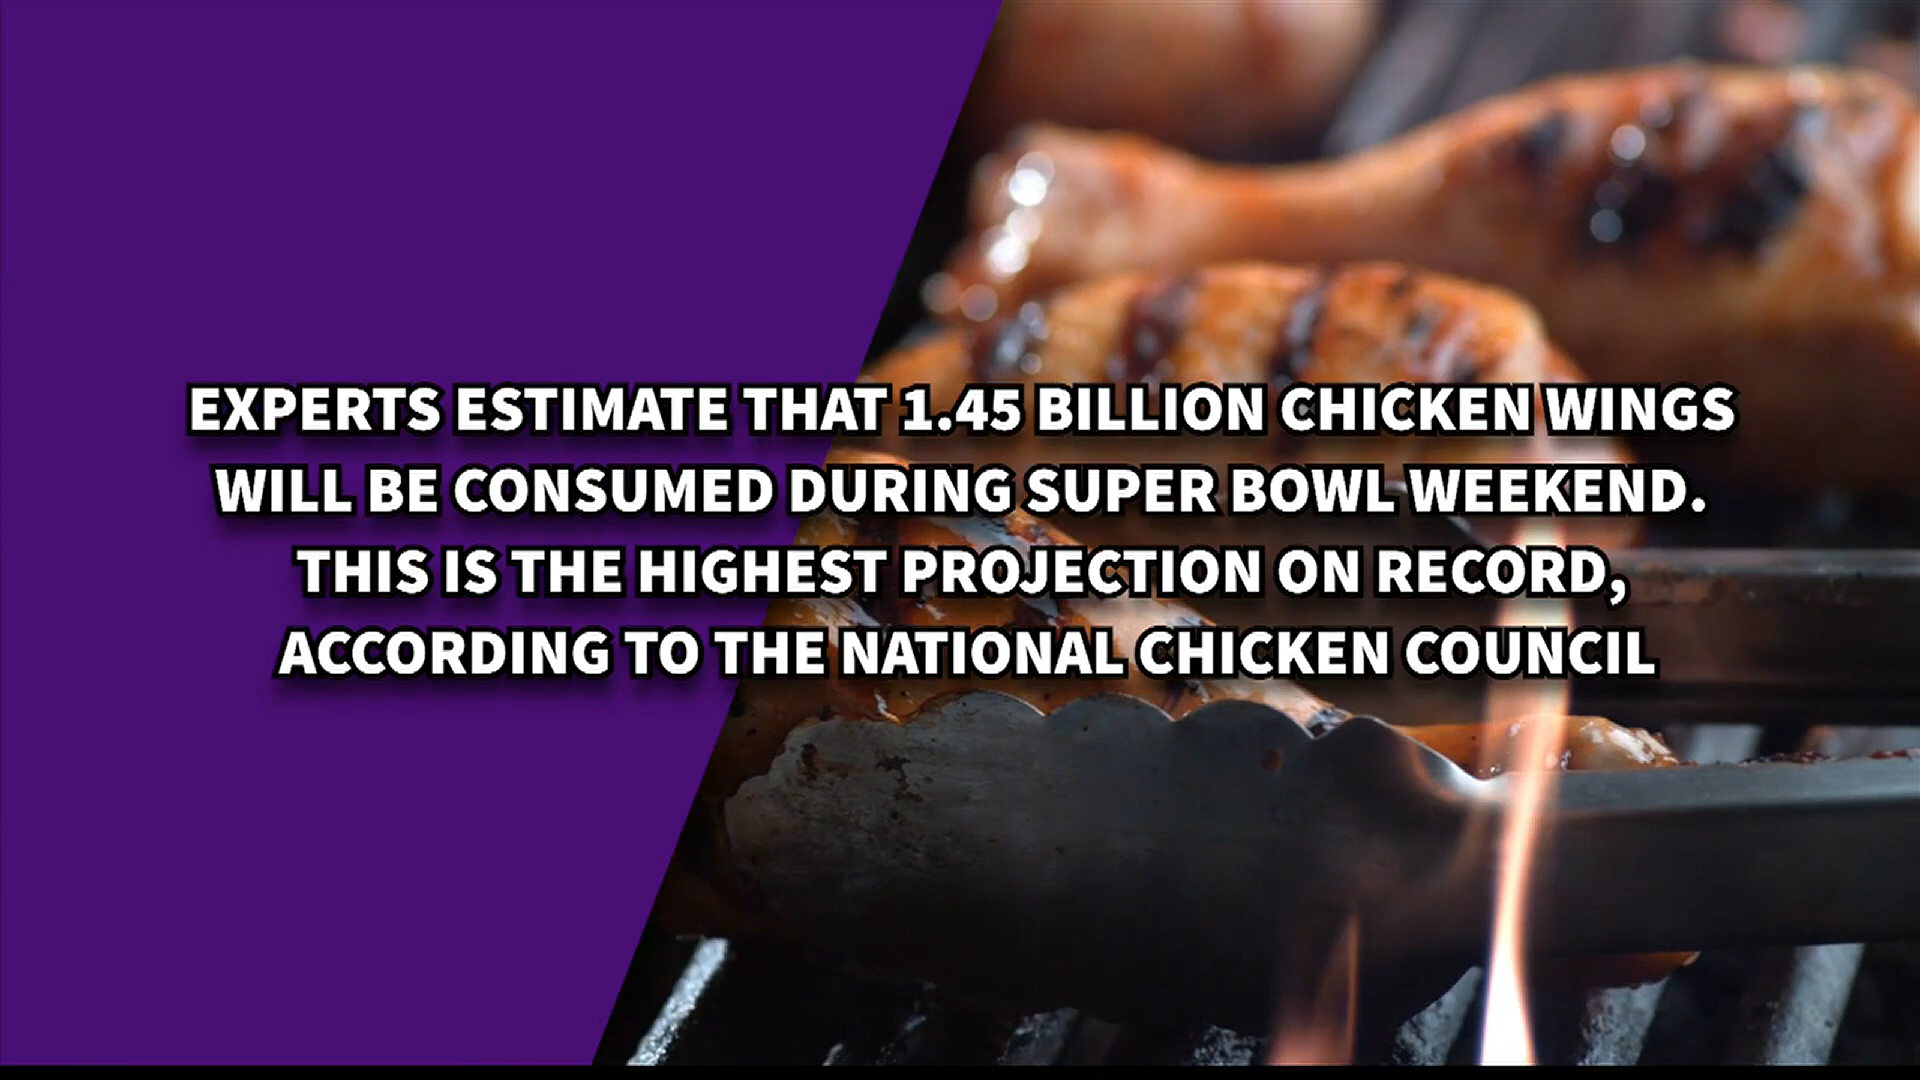 EXPERTS ESTIMATE THAT 1.45 BILLION CHICKEN WINGS
WILL BE CONSUMED DURING SUPER BOWL WEEKEND.
THIS IS THE HIGHEST PROJECTION ON RECORD,
ACCORDING TO THE NATIONAL CHICKEN COUNCIL